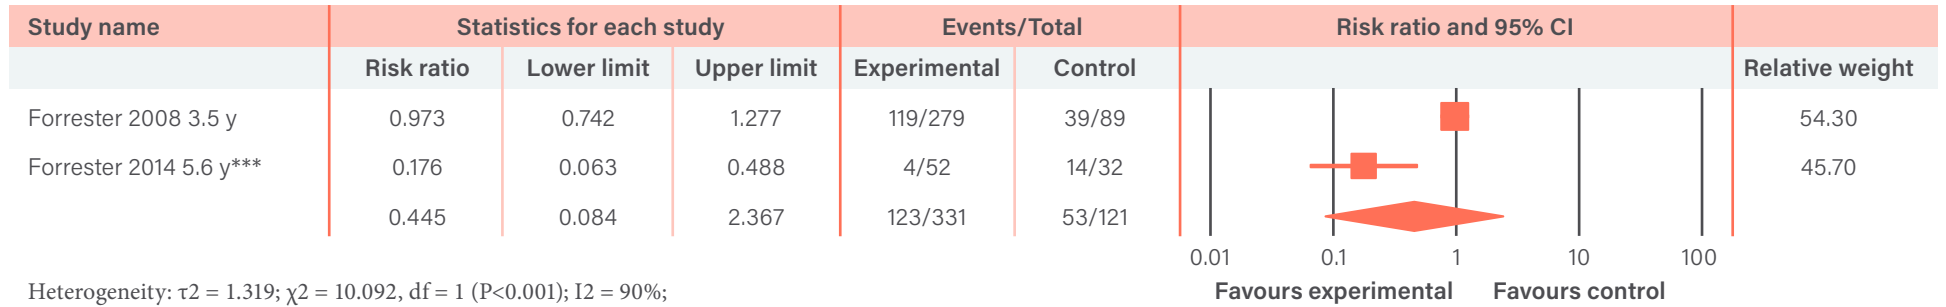 Study name Statistics for each study Events/Total Risk ratio and 95% CI
Risk ratio Lower limit Upper limit Experimental Control Relative weight
Forrester 2008 3.5 y 0.973 0.742 1.277 119/279 39/89 54.30
Forrester 2014 5.6 y*** 0.176 0.063 0.488 4/52 14/32 45.70
0.445 0.084 2.367 123/331 53/121
0.01 0.1 1 10 100
Heterogeneity: τ2 = 1.319; χ2 = 10.092, df = 1 (P<0.001); I2 = 90%; Favours experimental Favours control